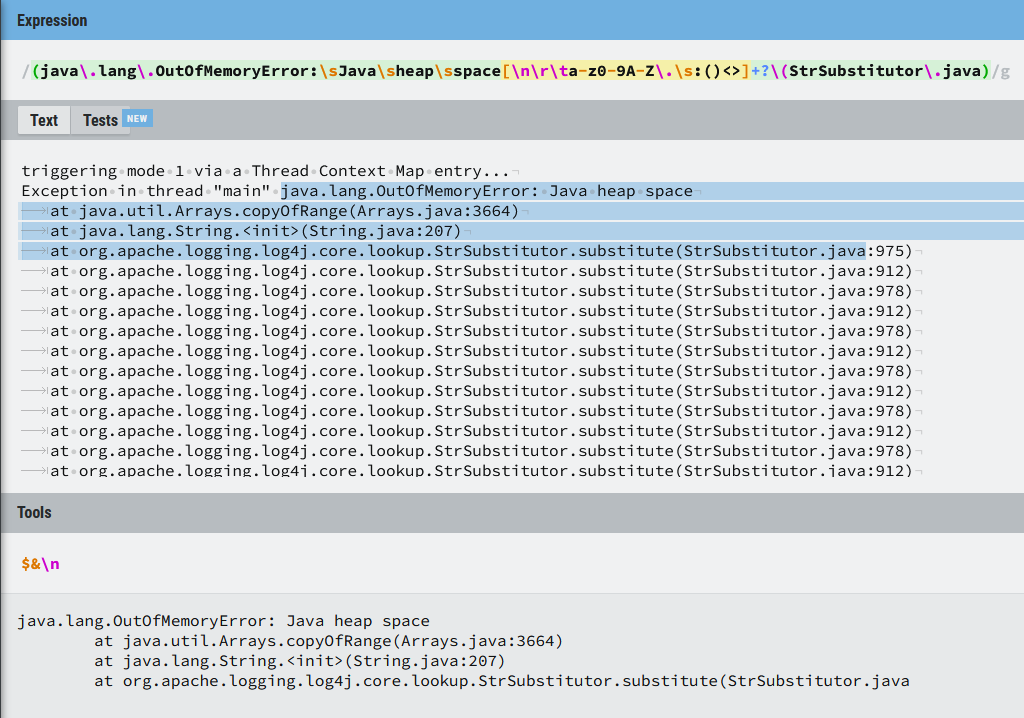 Expression
/(java\.lang\.OutOfMemoryError:\sJava\sheap\sspace[\n\r\ta-z0-9A-Z\.\s:()<>]+?\(StrSubstitutor\.java)/g
Text Tests NEW
triggering mode 1 via a Thread Context Map entry...
Exception in thread "main" java.lang.OutOfMemoryError: Java heap space
at java.util.Arrays.copyOfRange(Arrays.java:3664)
at java.lang.String.<init>(String.java:207)
at org.apache.logging.log4j.core.lookup.StrSubstitutor.substitute(StrSubstitutor.java:975)
at org.apache.logging.log4j.core.lookup.StrSubstitutor.substitute(StrSubstitutor.java:912)
at org.apache.logging.log4j.core.lookup.StrSubstitutor.substitute(StrSubstitutor.java:978)
at org.apache.logging.log4j.core.lookup.StrSubstitutor.substitute(StrSubstitutor.java:912)
at org.apache.logging.log4j.core.lookup.StrSubstitutor.substitute(StrSubstitutor.java:978)
at org.apache.logging.log4j.core.lookup.StrSubstitutor.substitute(StrSubstitutor.java:912)
at org.apache.logging.log4j.core.lookup.StrSubstitutor.substitute(StrSubstitutor.java:978)
at org.apache.logging.log4j.core.lookup.StrSubstitutor.substitute(StrSubstitutor.java:912)
at org.apache.logging.log4j.core.lookup.StrSubstitutor.substitute(StrSubstitutor.java:978)
at org.apache.logging.log4j.core.lookup.StrSubstitutor.substitute(StrSubstitutor.java:912)
at org.apache.logging.log4j.core.lookup.StrSubstitutor.substitute(StrSubstitutor.java:978)
at org.apache.logging.log4j.core.lookup.StrSubstitutor.substitute(StrSubstitutor.java:912)
Tools
$&\n
java.lang.OutOfMemoryError: Java heap space
at java.util.Arrays.copyOfRange(Arrays.java:3664)
at java.lang.String.<init>(String.java:207)
at org.apache.logging.log4j.core.lookup.StrSubstitutor.substitute(StrSubstitutor.java